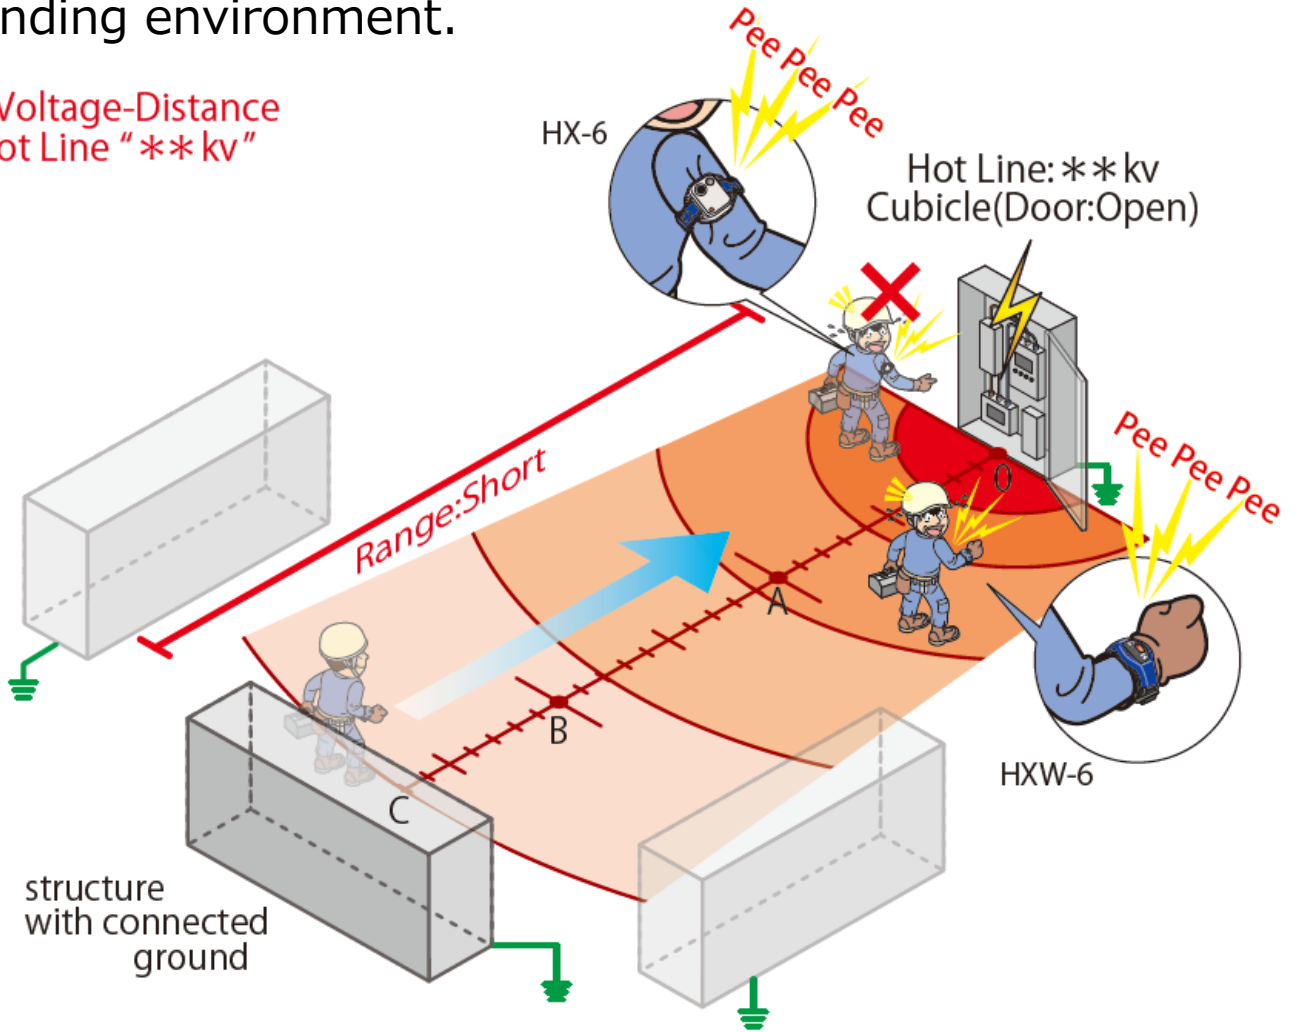 nding environment.
Voltage-Distance
ot Line “ ** kv”
Pee Pee Pee
HX-6
Hot Line: ** kv
Cubicle(Door:Open)
Range:Short
Pee Pee Pee
O
A
B
C
HXW-6
structure
with connected
ground